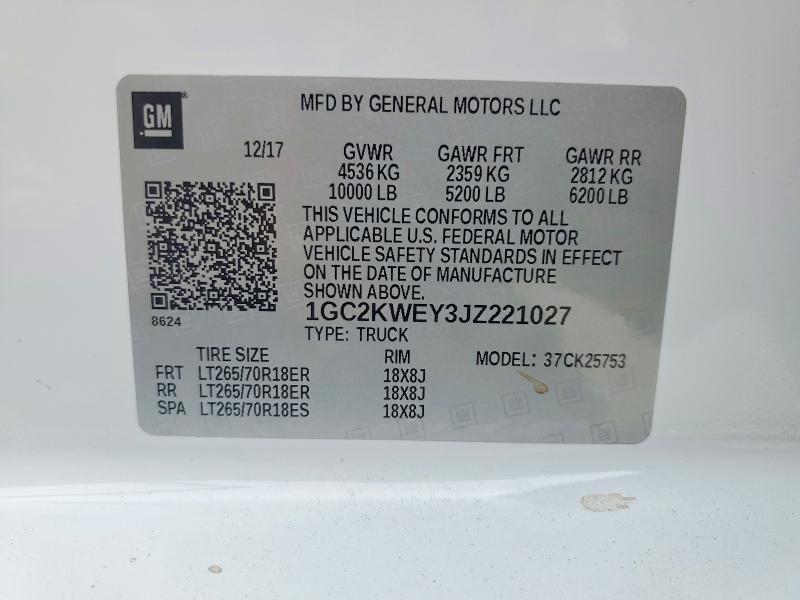 GM
MFD BY GENERAL MOTORS LLC
12/17 GVWR GAWR FRT GAWR RR
4536 KG 2359 KG 2812 KG
10000 LB 5200 LB 6200 LB
THIS VEHICLE CONFORMS TO ALL
APPLICABLE U.S. FEDERAL MOTOR
VEHICLE SAFETY STANDARDS IN EFFECT
ON THE DATE OF MANUFACTURE
SHOWN ABOVE.
8624
1GC2KWEY3JZ221027
TYPE: TRUCK
TIRE SIZE RIM MODEL: 37CK25753
FRT LT265/70R18ER 18X8J
RR LT265/70R18ER 18X8J
SPA LT265/70R18ES 18X8J